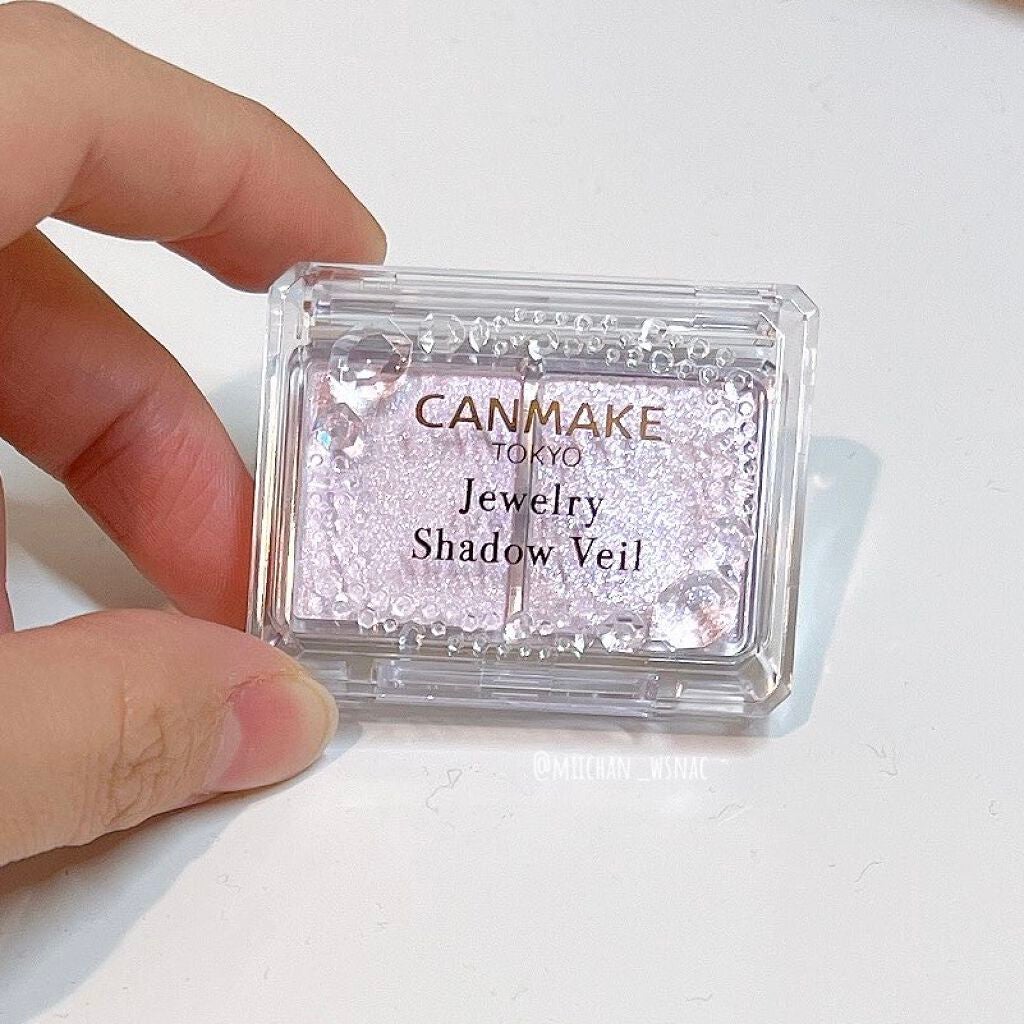 CANMAKE
TOKYO
Jewelry
Shadow Veil
@MIICHAN_WSNAC